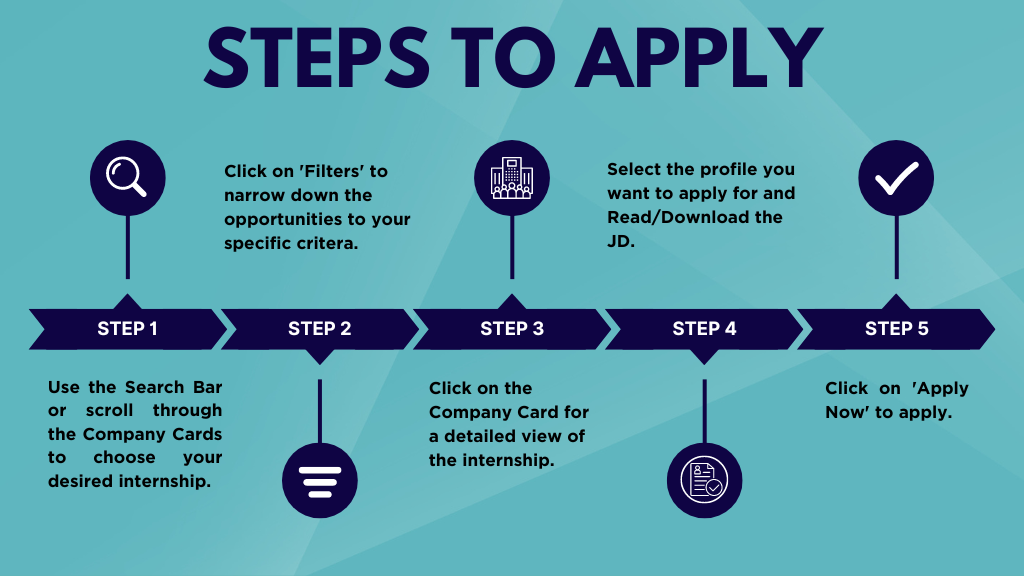 STEPS TO APPLY
Click on 'Filters' to
narrow down the
opportunities to your
specific critera.
Select the profile you
want to apply for and
Read/Download the
JD.
STEP 1
STEP 2
STEP 3
STEP 4
STEP 5
Use the Search Bar
or scroll through
the Company Cards
to choose your
desired internship.
Click on the
Company Card for
a detailed view of
the internship.
Click on 'Apply
Now' to apply.